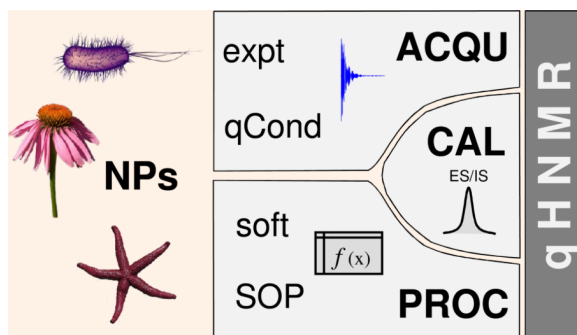 NPs
expt
ACQU
qCond
CAL
ES/IS
soft
f(x)
SOP
PROC
qHNMR